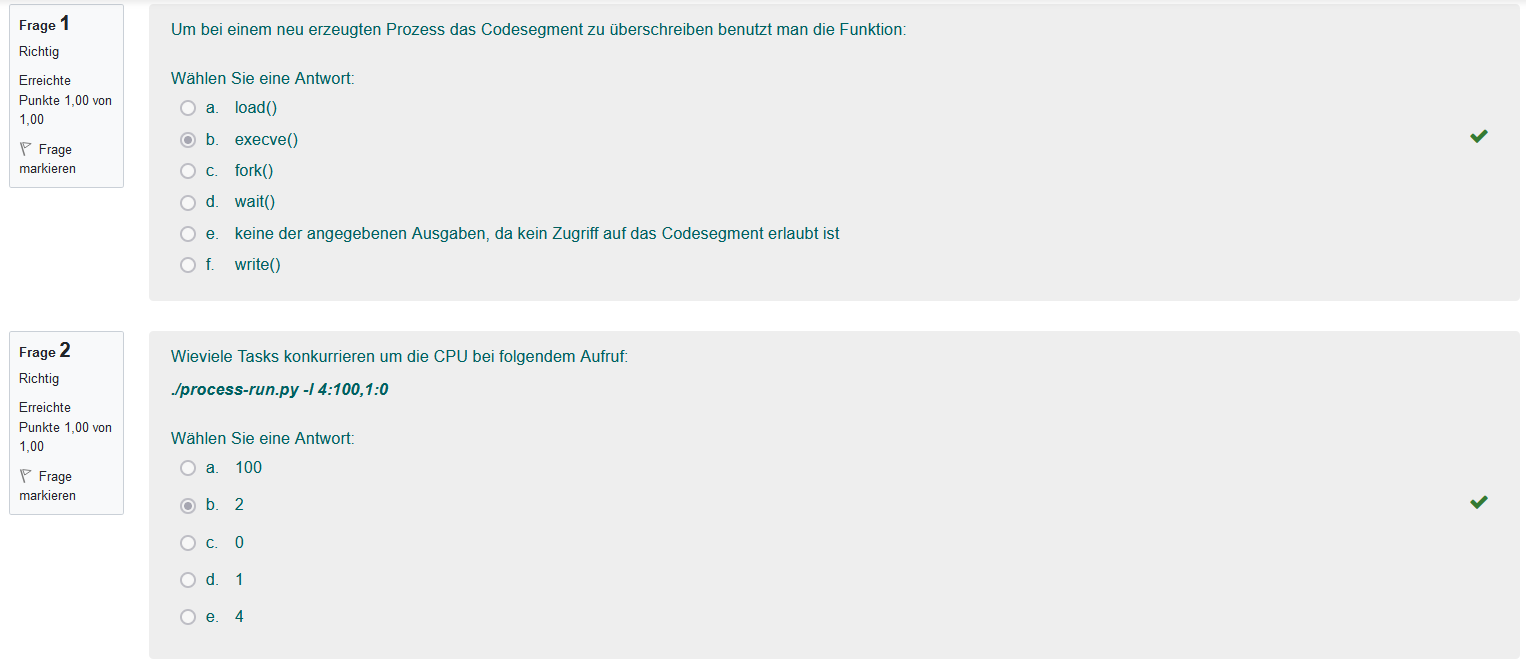 Frage 1
Richtig
Erreichte
Punkte 1,00 von
1,00
Frage
markieren
Um bei einem neu erzeugten Prozess das Codesegment zu überschreiben benutzt man die Funktion:
Wählen Sie eine Antwort:
a. load()
b. execve()
c. fork()
d. wait()
e. keine der angegebenen Ausgaben, da kein Zugriff auf das Codesegment erlaubt ist
f. write()
Frage 2
Richtig
Erreichte
Punkte 1,00 von
1,00
Frage
markieren
Wieviele Tasks konkurrieren um die CPU bei folgendem Aufruf:
./process-run.py -l 4:100,1:0
Wählen Sie eine Antwort:
a. 100
b. 2
c. 0
d. 1
e. 4